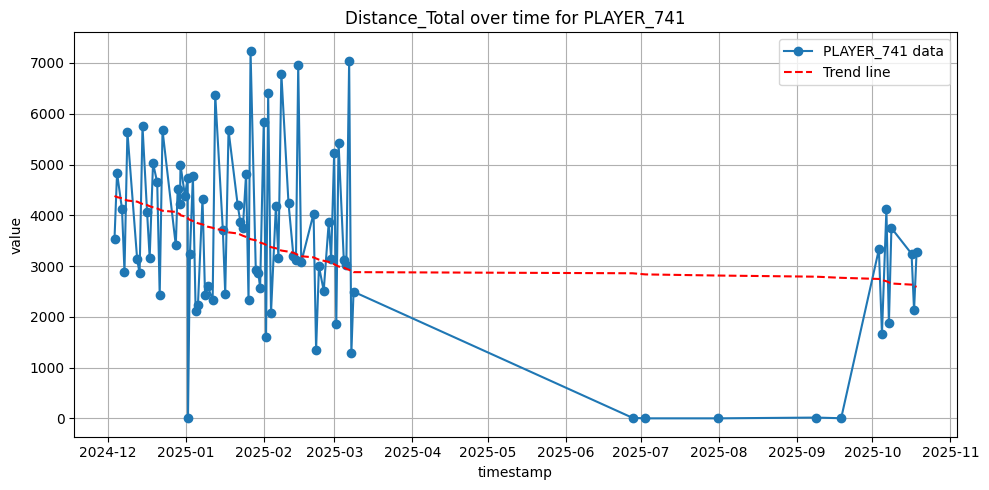 Distance_Total over time for PLAYER_741
PLAYER_741 data
Trend line
value
7000
6000
5000
4000
3000
2000
1000
0
2024-12 2025-01 2025-02 2025-03 2025-04 2025-05 2025-06 2025-07 2025-08 2025-09 2025-10 2025-11
timestamp